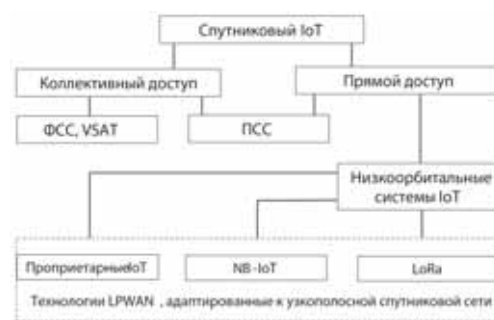 Спутниковый IoT
Коллективный доступ
Прямой доступ
ФСС, VSAT
ПСС
Низкоорбитальные
системы IoT
ПроприетарныеIoT
NB-IoT
LoRa
Технологии LPWAN , адаптированные к узкополосной спутниковой сети